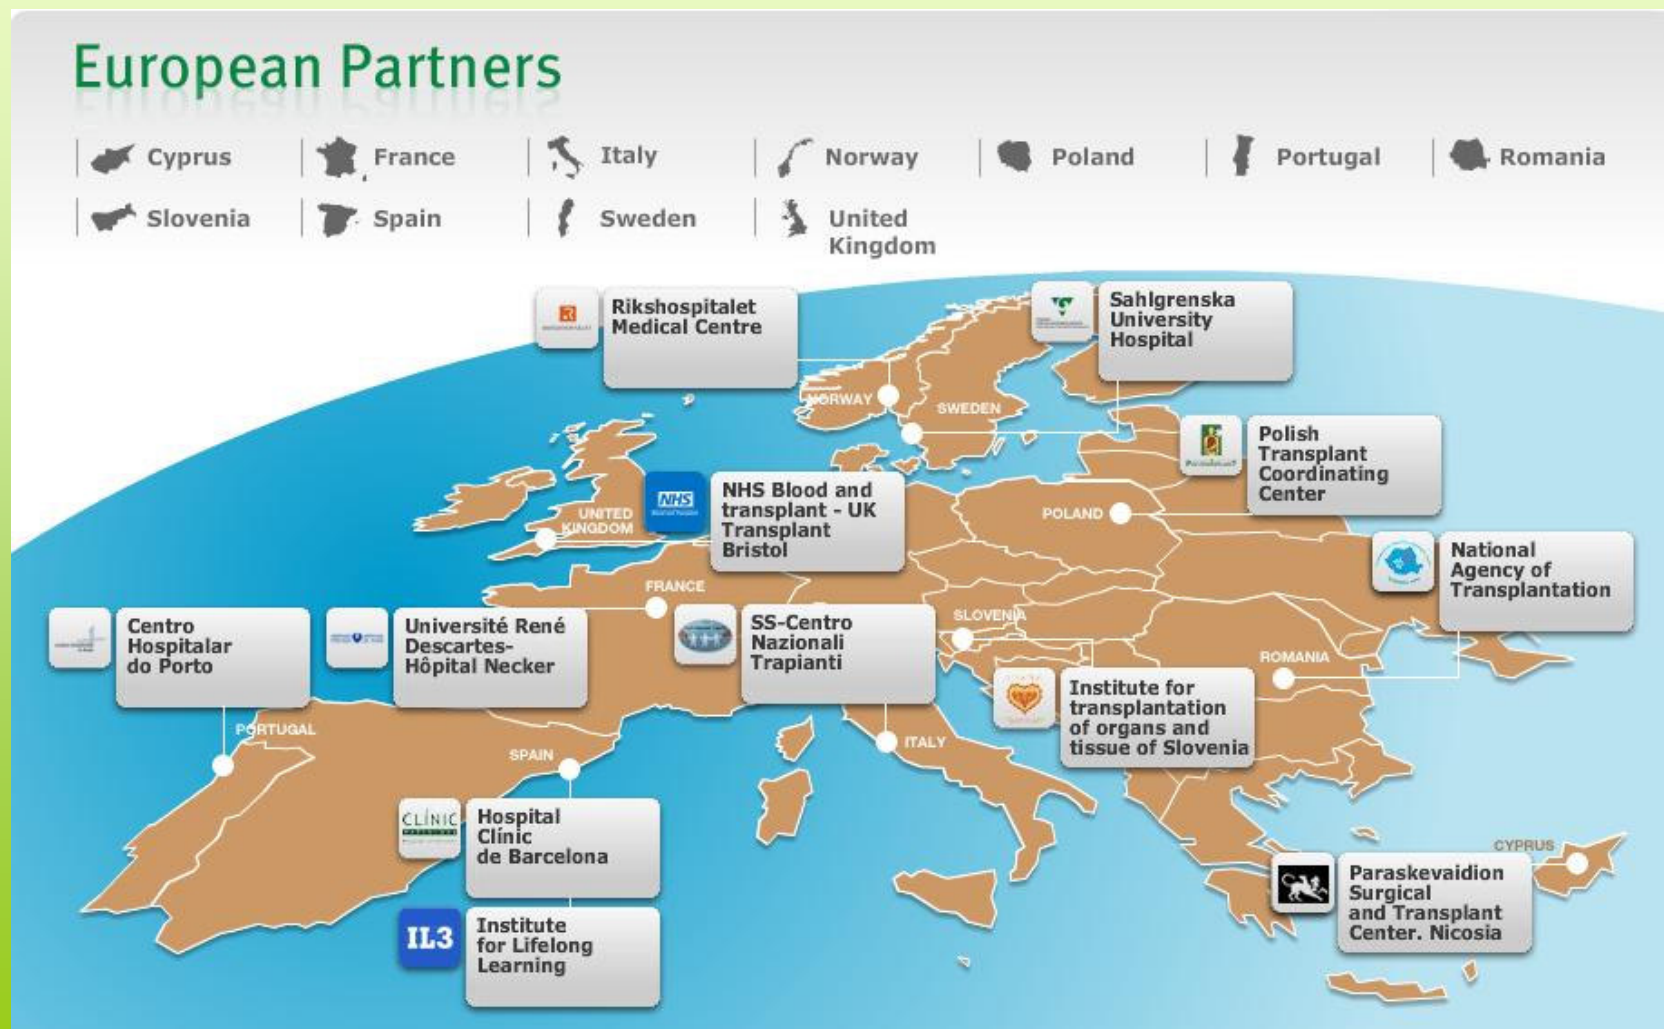 European Partners
Cyprus
France
Italy
Norway
Poland
Portugal
Romania
Slovenia
Spain
Sweden
United
Kingdom
Rikshospitalet
Medical Centre
Sahlgrenska
University
Hospital
NORWAY
SWEDEN
Polish
Transplant
Coordinating
Center
NHS
NHS Blood and
transplant - UK
Transplant
Bristol
UNITED
KINGDOM
POLAND
National
Agency of
Transplantation
FRANCE
Centro
Hospitalar
do Porto
Université René
Descartes-
Hôpital Necker
SS-Centro
Nazionali
Trapianti
SLOVENIA
ROMANIA
Institute for
transplantation
of organs and
tissue of Slovenia
PORTUGAL
SPAIN
ITALY
CLÍNIC
Hospital
Clínic
de Barcelona
CYPRUS
Paraskevaidion
Surgical
and Transplant
Center. Nicosia
IL3
Institute
for Lifelong
Learning